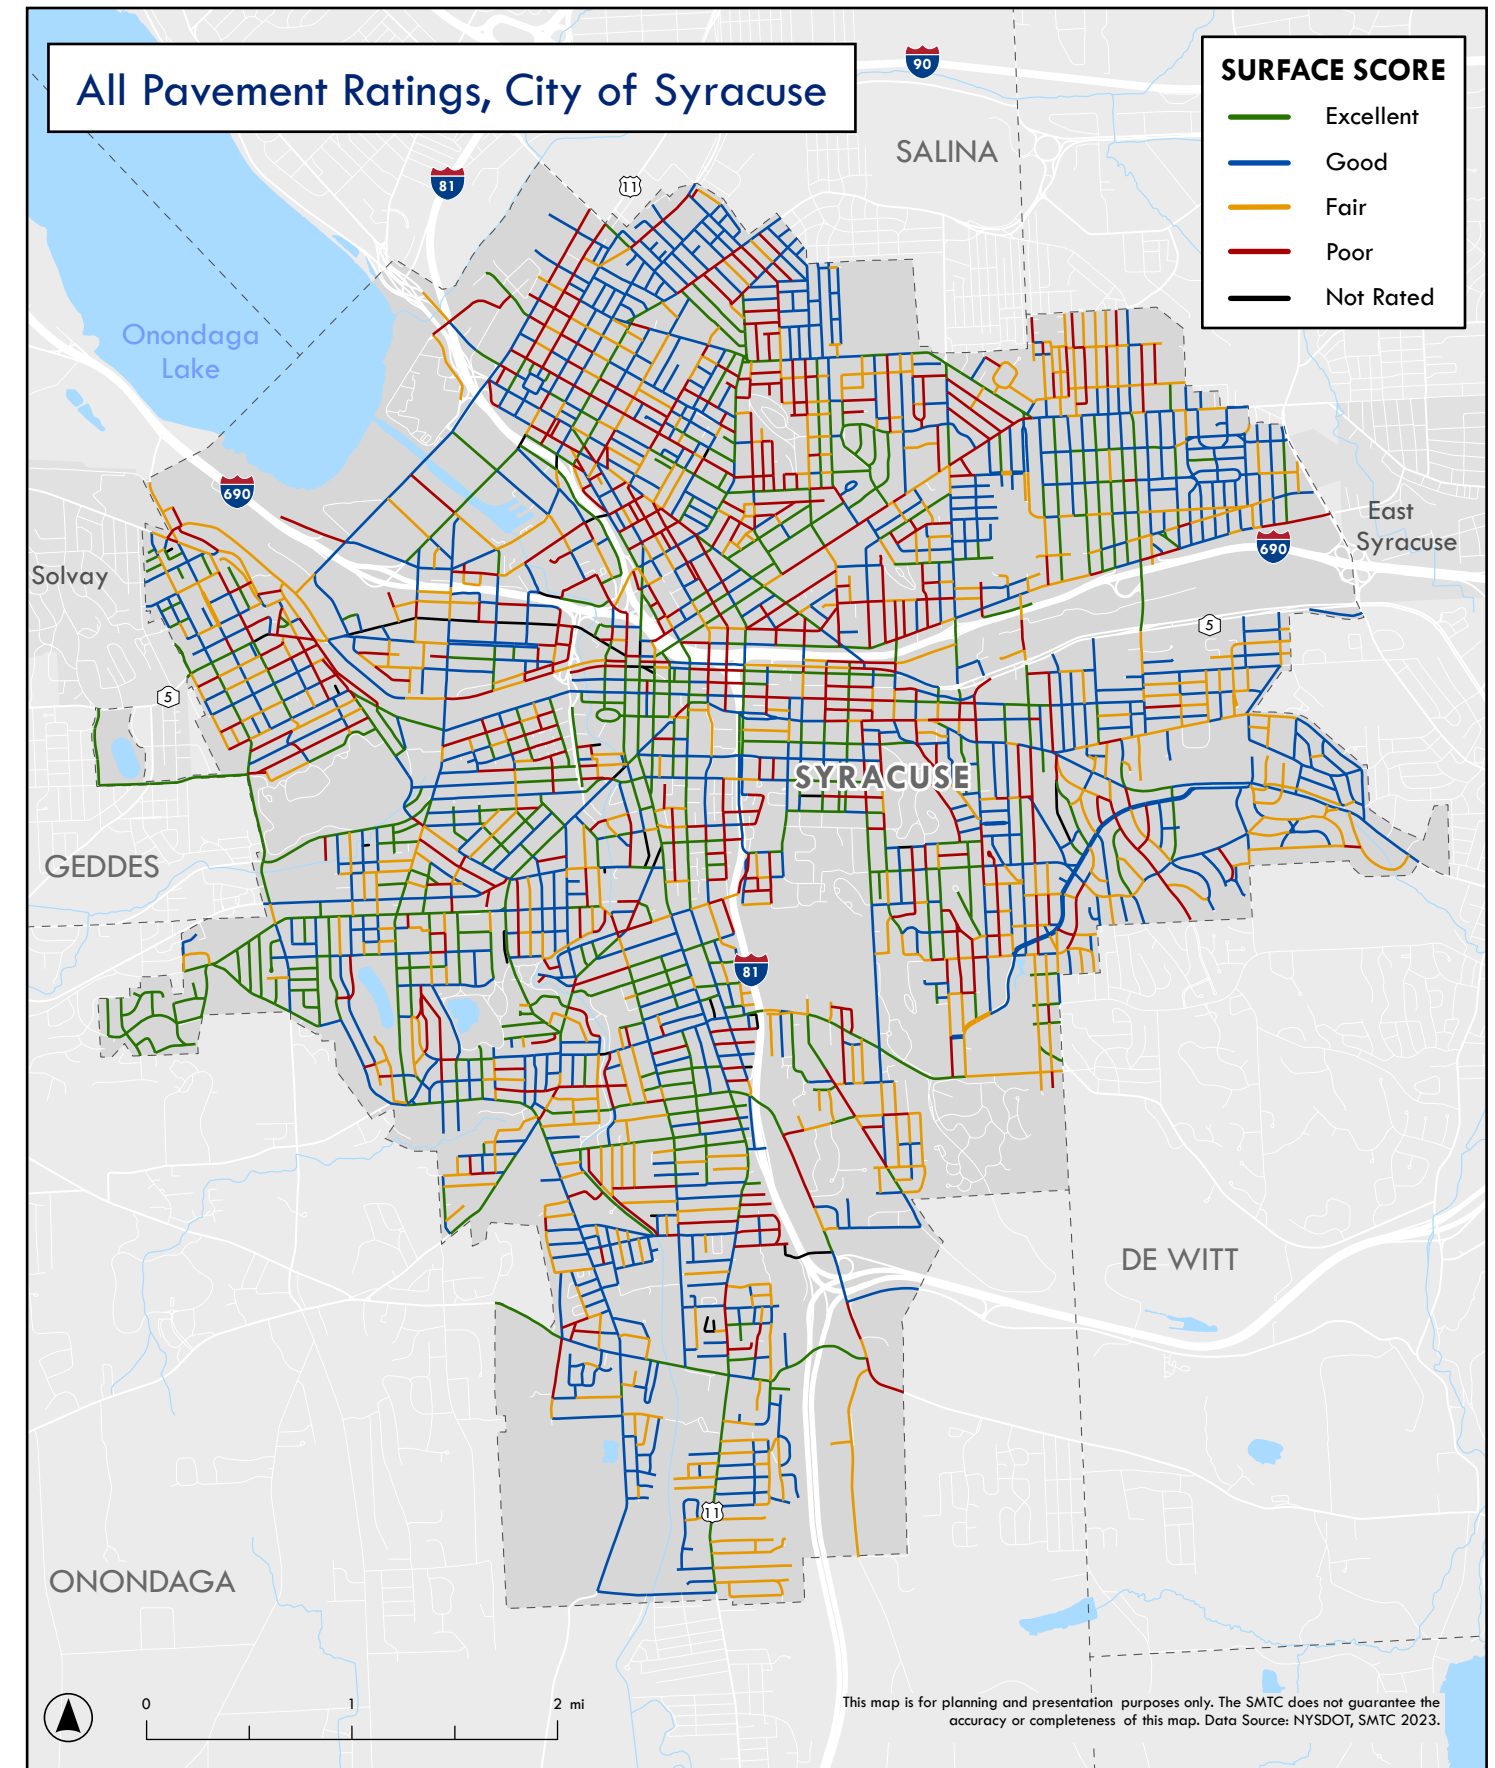 All Pavement Ratings, City of Syracuse
SURFACE SCORE
Excellent
Good
Fair
Poor
Not Rated
90
SALINA
81
11
Onondaga
Lake
690
East
Syracuse
690
Solvay
5
5
SYRACUSE
GEDDES
81
DE WITT
11
ONONDAGA
0 1 2 mi
This map is for planning and presentation purposes only. The SMTC does not guarantee the
accuracy or completeness of this map. Data Source: NYSDOT, SMTC 2023.